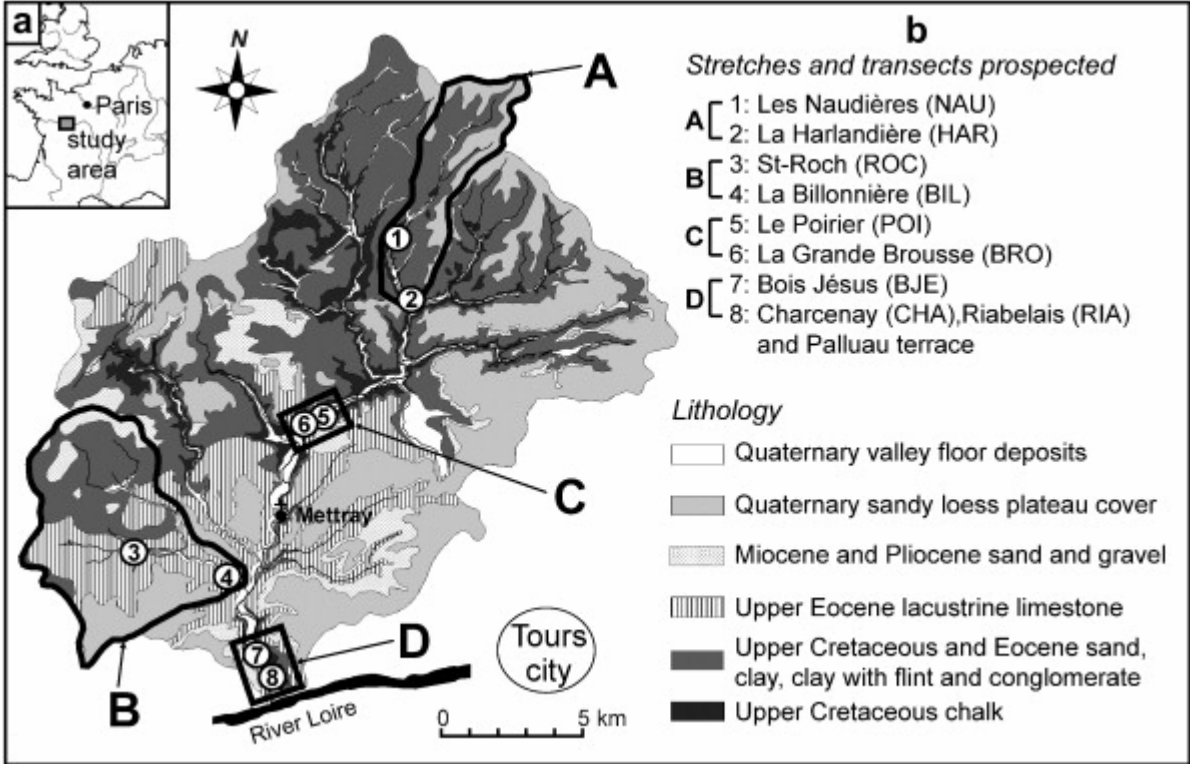 a
Paris
study
area
N
A
1
2
6
5
C
Mettray
3
4
B
7
8
D
Tours
city
River Loire
0 5 km
b
Stretches and transects prospected
A
1: Les Naudières (NAU)
2: La Harlandière (HAR)
B
3: St-Roch (ROC)
4: La Billonnière (BIL)
C
5: Le Poirier (POI)
6: La Grande Brousse (BRO)
D
7: Bois Jésus (BJE)
8: Charcenay (CHA),Riabelais (RIA)
and Palluau terrace
Lithology
Quaternary valley floor deposits
Quaternary sandy loess plateau cover
Miocene and Pliocene sand and gravel
Upper Eocene lacustrine limestone
Upper Cretaceous and Eocene sand,
clay, clay with flint and conglomerate
Upper Cretaceous chalk